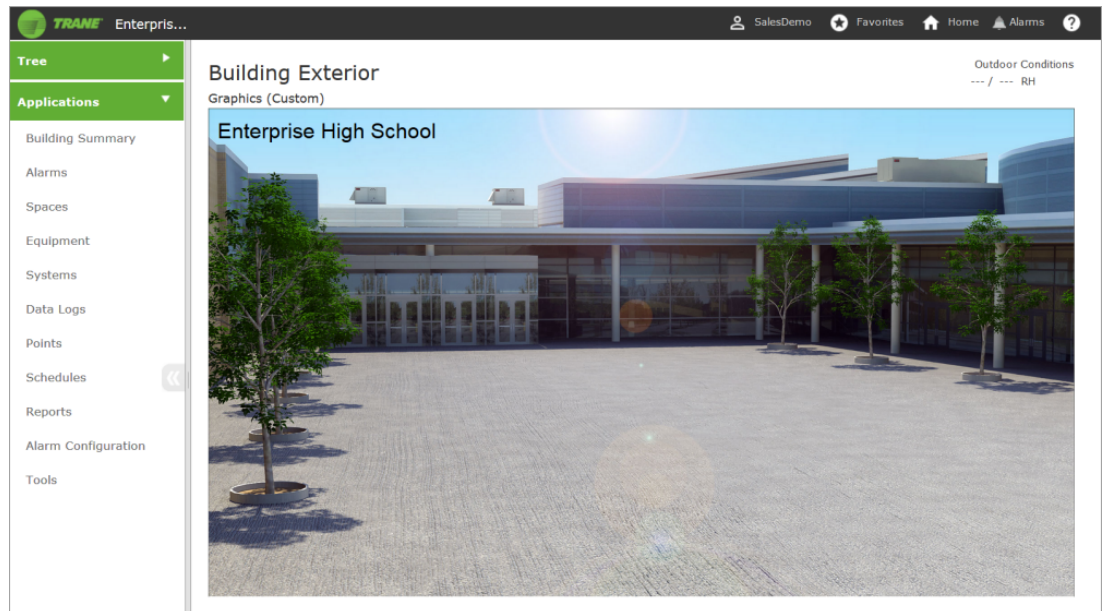 TRANE Enterpris...
SalesDemo Favorites Home Alarms ?
Tree
Applications
Building Summary
Alarms
Spaces
Equipment
Systems
Data Logs
Points
Schedules
Reports
Alarm Configuration
Tools
Building Exterior
Graphics (Custom)
Outdoor Conditions
--- / --- RH
Enterprise High School